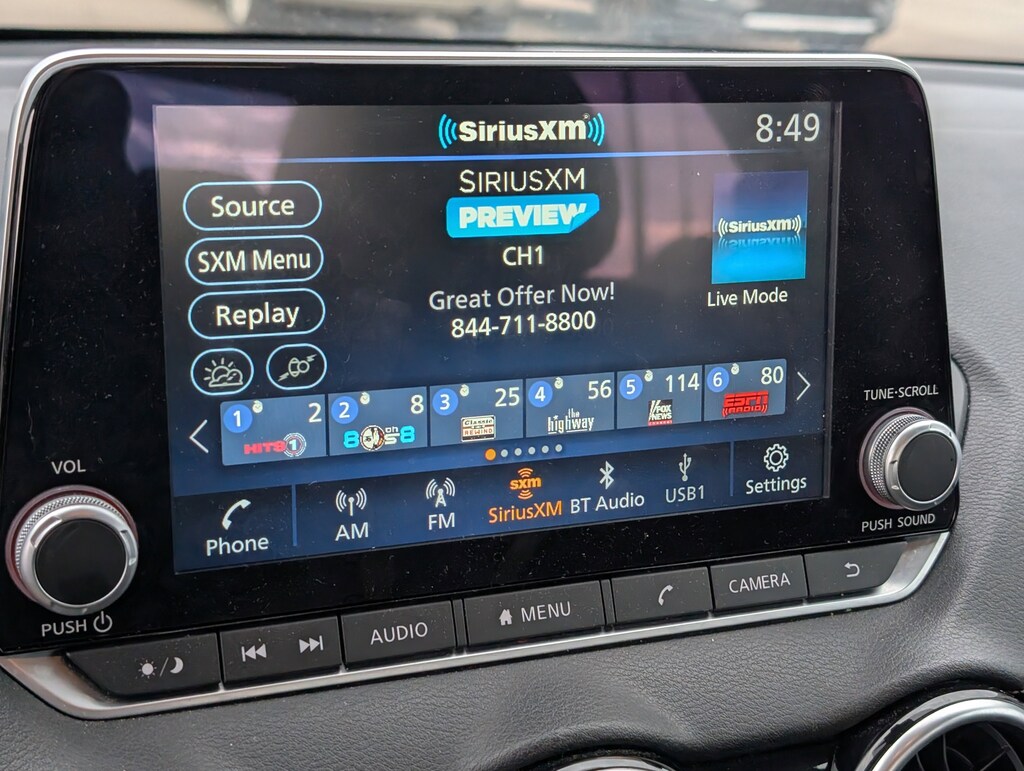 SiriusXM
8:49
Source
SXM Menu
Replay
SIRIUSXM
PREVIEW
CH1
Great Offer Now!
844-711-8800
SiriusXM
Live Mode
1 2
HITS 1
2 8
80s ch 8
3 25
Classic REWIND
4 56
the highway
5 114
FOX NEWS CHANNEL
6 80
ESPN RADIO
Phone
AM
FM
sxm
SiriusXM
BT Audio
USB1
Settings
VOL
PUSH
TUNE·SCROLL
PUSH SOUND
AUDIO
MENU
CAMERA